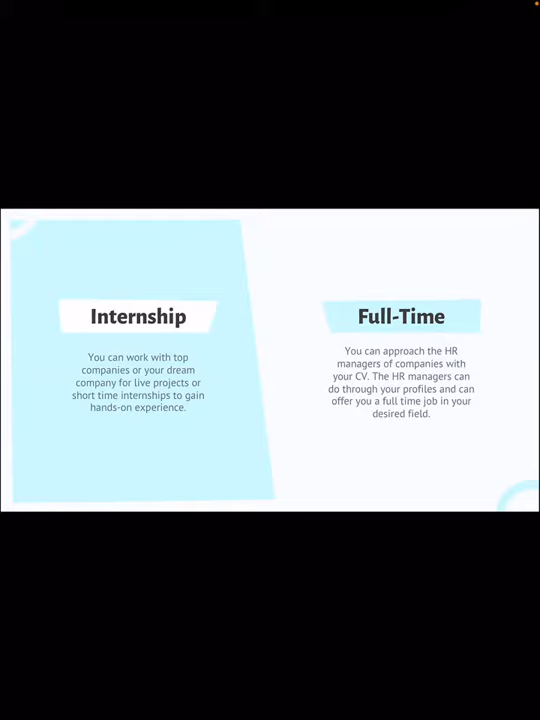 Internship
You can work with top
companies or your dream
company for live projects or
short time internships to gain
hands-on experience.
Full-Time
You can approach the HR
managers of companies with
your CV. The HR managers can
do through your profiles and can
offer you a full time job in your
desired field.